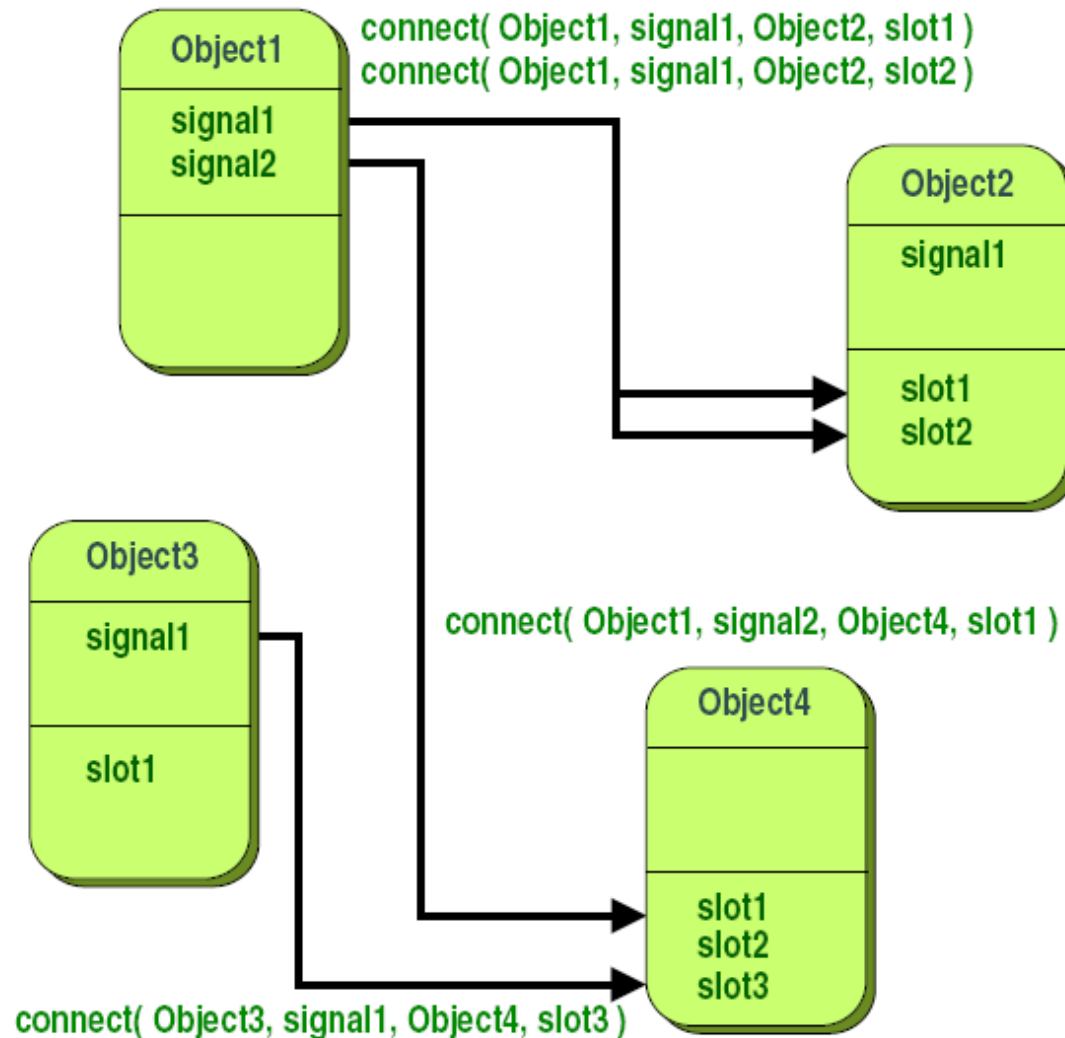 Object1
signal1
signal2
connect( Object1, signal1, Object2, slot1 )
connect( Object1, signal1, Object2, slot2 )
Object2
signal1
slot1
slot2
Object3
signal1
slot1
connect( Object1, signal2, Object4, slot1 )
Object4
slot1
slot2
slot3
connect( Object3, signal1, Object4, slot3 )